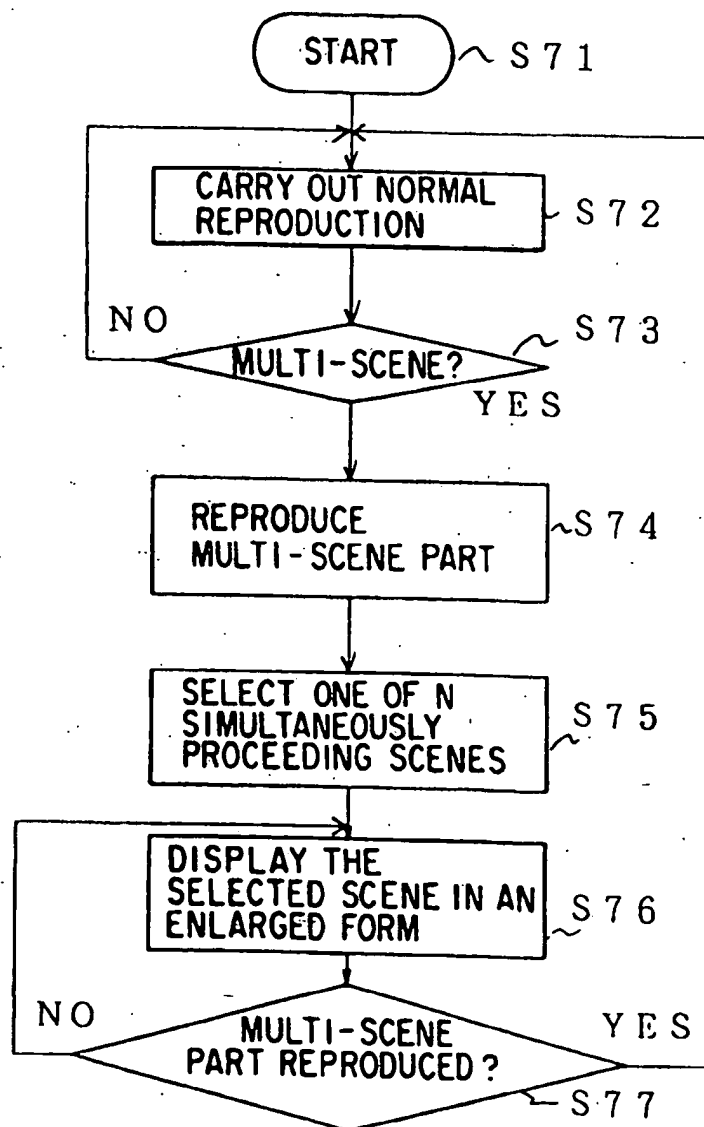 START
S71
CARRY OUT NORMAL
REPRODUCTION
S72
NO
S73
MULTI-SCENE?
YES
REPRODUCE
MULTI-SCENE PART
S74
SELECT ONE OF N
SIMULTANEOUSLY
PROCEEDING SCENES
S75
DISPLAY THE
SELECTED SCENE IN AN
ENLARGED FORM
S76
NO
MULTI-SCENE
PART REPRODUCED?
YES
S77